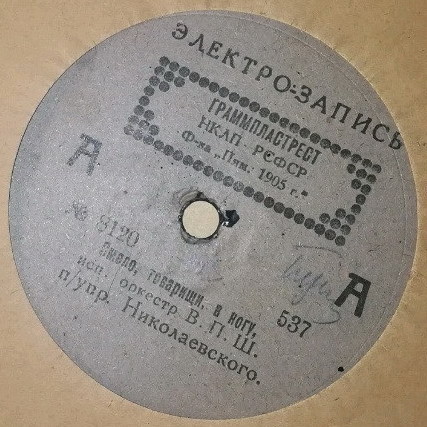 ЭЛЕКТРО-ЗАПИСЬ
ГРАММПЛАСТРЕСТ
НКЛП РСФСР
Ф-ка „Пам. 1905 г.“
А
А
№ 8120
537
Смело, товарищи, в ногу,
исп. оркестр В. П. Ш.
п/упр. Николаевского.